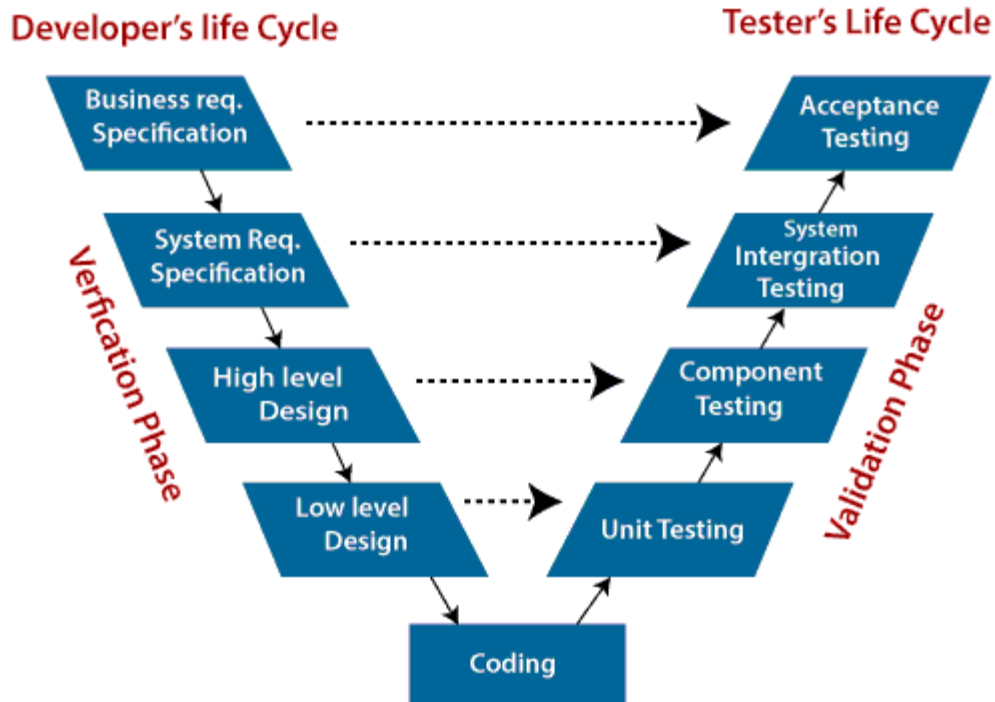 Developer's life Cycle
Tester's Life Cycle
Business req.
Specification
Acceptance
Testing
System Req.
Specification
System
Intergration
Testing
Verfication Phase
High level
Design
Component
Testing
Validation Phase
Low level
Design
Unit Testing
Coding